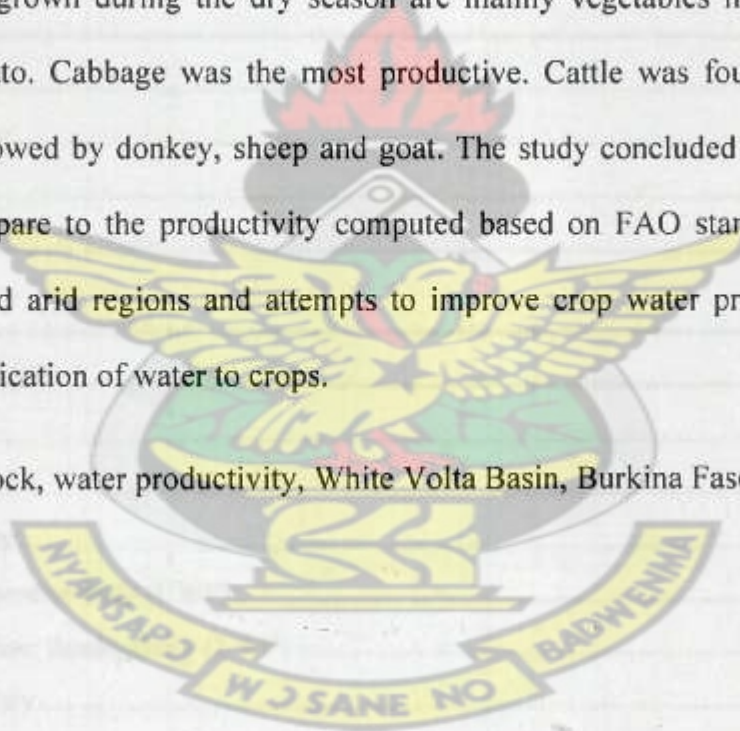 grown during the dry season are mainly vegetables
to. Cabbage was the most productive. Cattle was fou
owed by donkey, sheep and goat. The study concluded
pare to the productivity computed based on FAO star
d arid regions and attempts to improve crop water pr
ication of water to crops.
ock, water productivity, White Volta Basin, Burkina Faso
NYANSAPƆ W Ɔ SANE NO BADWENMA